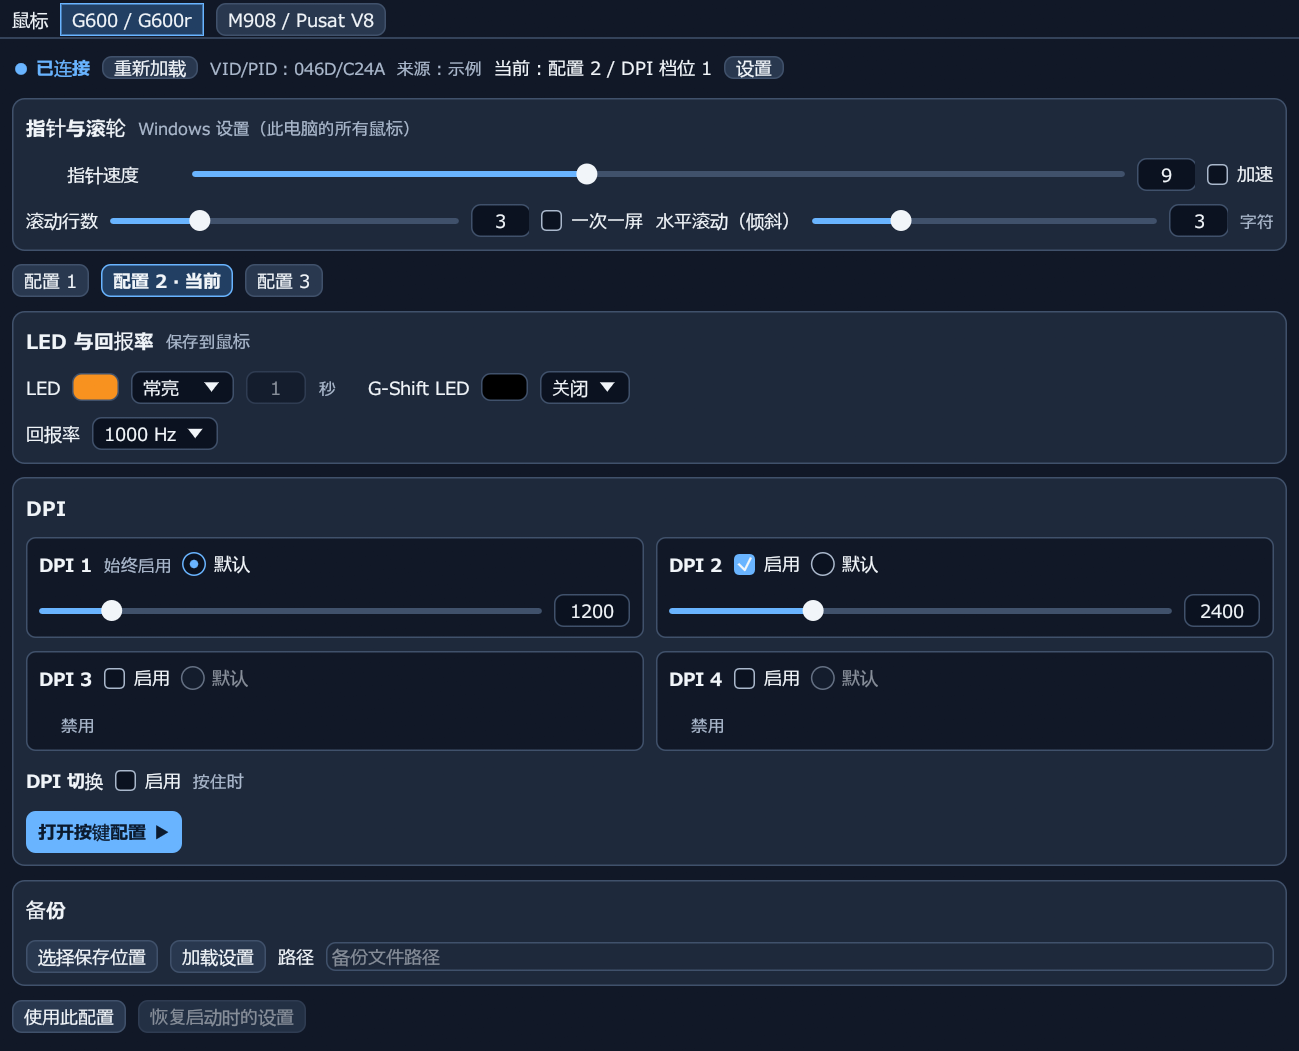 鼠标 G600 / G600r M908 / Pusat V8
已连接 重新加载 VID/PID：046D/C24A 来源：示例 当前：配置 2 / DPI 档位 1 设置
指针与滚轮 Windows 设置（此电脑的所有鼠标）
指针速度 9 加速
滚动行数 3 一次一屏 水平滚动（倾斜） 3 字符
配置 1 配置 2 · 当前 配置 3
LED 与回报率 保存到鼠标
LED 常亮 1 秒 G-Shift LED 关闭
回报率 1000 Hz
DPI
DPI 1 始终启用 默认 DPI 2 启用 默认
1200 2400
DPI 3 启用 默认 DPI 4 启用 默认
禁用 禁用
DPI 切换 启用 按住时
打开按键配置
备份
选择保存位置 加载设置 路径 备份文件路径
使用此配置 恢复启动时的设置